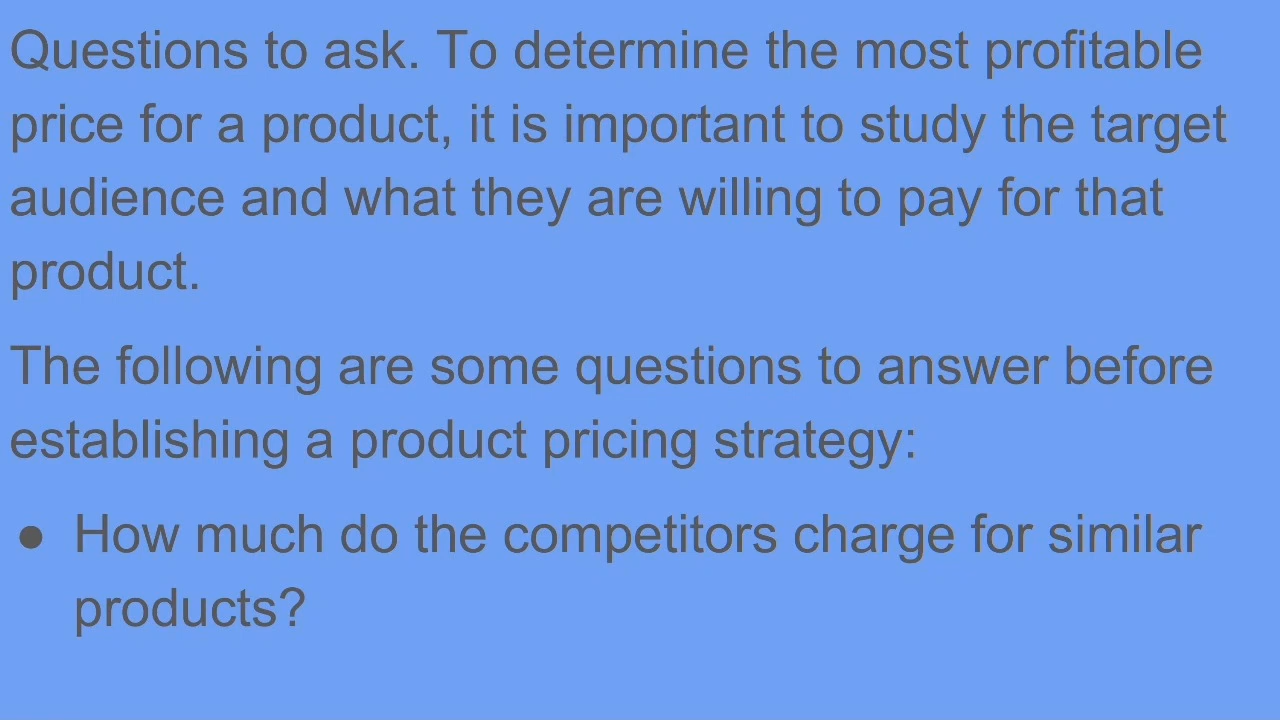 Questions to ask. To determine the most profitable
price for a product, it is important to study the target
audience and what they are willing to pay for that
product.
The following are some questions to answer before
establishing a product pricing strategy:
● How much do the competitors charge for similar
products?